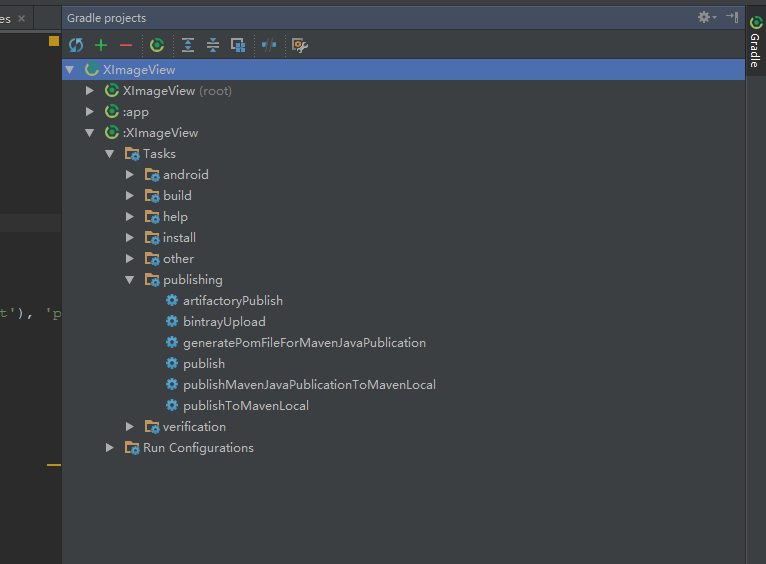 es
Gradle projects
Gradle
XImageView
XImageView (root)
:app
:XImageView
Tasks
android
build
help
install
other
publishing
artifactoryPublish
bintrayUpload
generatePomFileForMavenJavaPublication
t'), 'p
publish
publishMavenJavaPublicationToMavenLocal
publishToMavenLocal
verification
Run Configurations